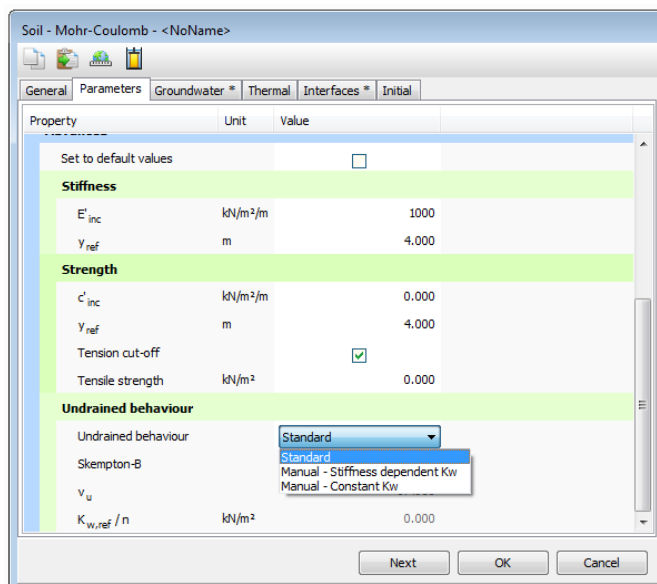 Soil - Mohr-Coulomb - <NoName>
General Parameters Groundwater * Thermal Interfaces * Initial
Property Unit Value
Set to default values
Stiffness
E'inc kN/m²/m 1000
yref m 4.000
Strength
c'inc kN/m²/m 0.000
yref m 4.000
Tension cut-off
Tensile strength kN/m² 0.000
Undrained behaviour
Undrained behaviour Standard
Standard
Skempton-B
Manual - Stiffness dependent Kw
Manual - Constant Kw
νu
Kw,ref / n kN/m² 0.000
Next OK Cancel